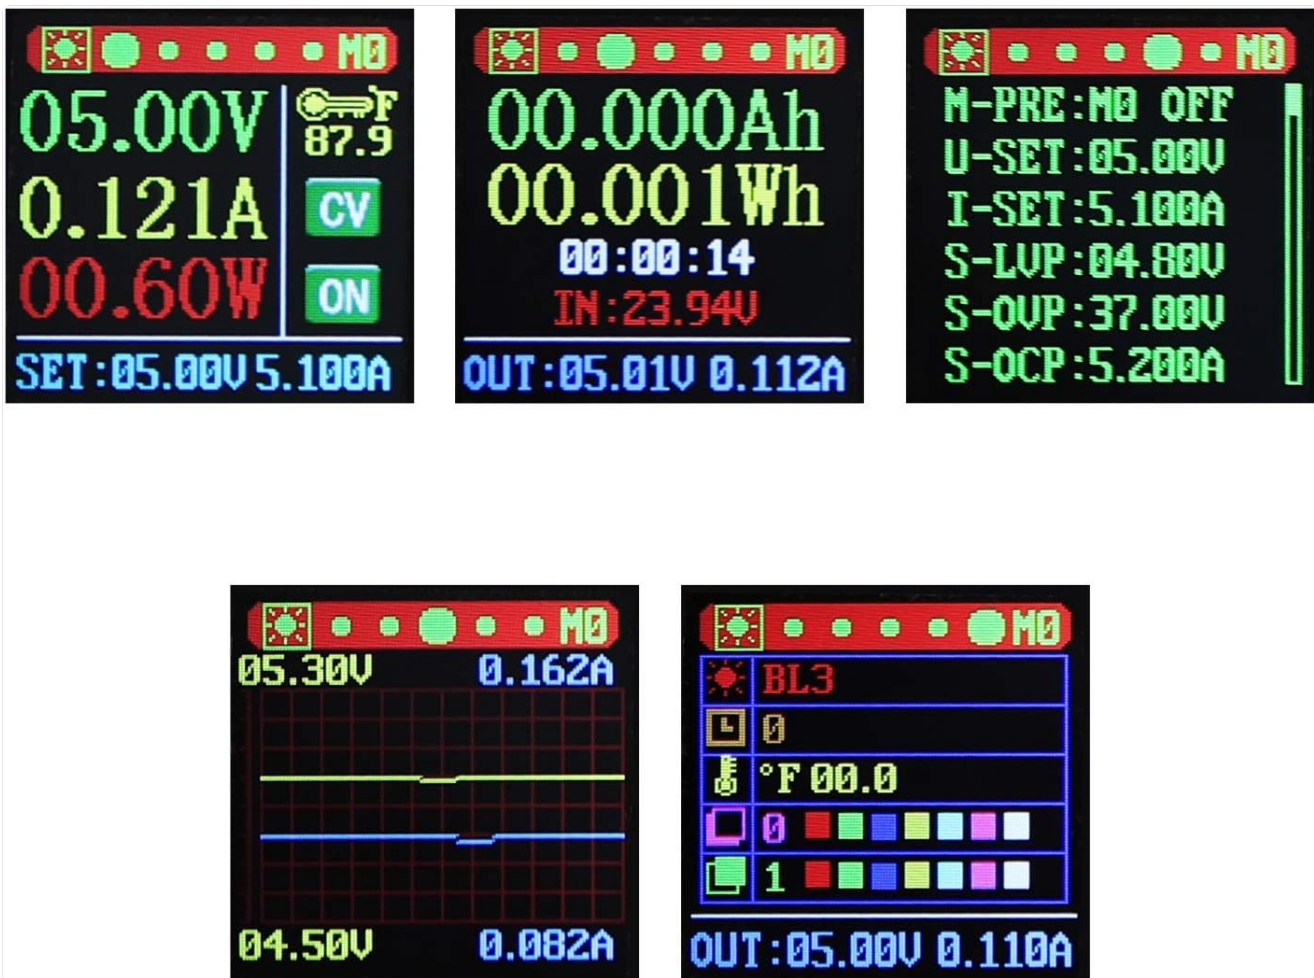 M0
05.00V
°F
87.9
0.121A
CV
00.60W
ON
SET:05.00V 5.100A
M0
00.000Ah
00.001Wh
00:00:14
IN:23.94V
OUT:05.01V 0.112A
M0
M-PRE:M0 OFF
U-SET:05.00V
I-SET:5.100A
S-LVP:04.80V
S-OVP:37.00V
S-OCP:5.200A
M0
05.30V 0.162A
04.50V 0.082A
M0
BL3
0
°F 00.0
0
1
OUT:05.00V 0.110A